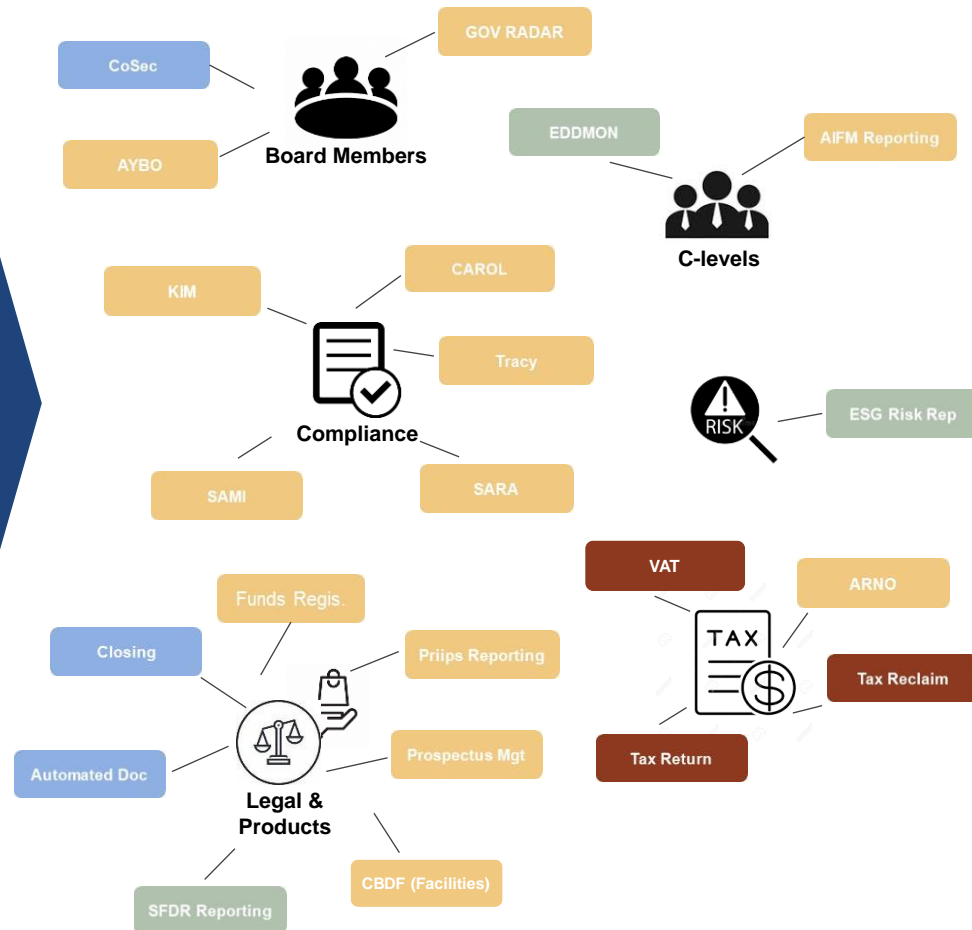 GOV RADAR
CoSec
AYBO
Board Members
EDDMON
AIFM Reporting
C-levels
KIM
CAROL
Tracy
Compliance
SAMI
SARA
RISK
ESG Risk Rep
VAT
ARNO
TAX
$
Tax Reclaim
Tax Return
Funds Regis.
Closing
Priips Reporting
Automated Doc
Prospectus Mgt
Legal &
Products
CBDF (Facilities)
SFDR Reporting